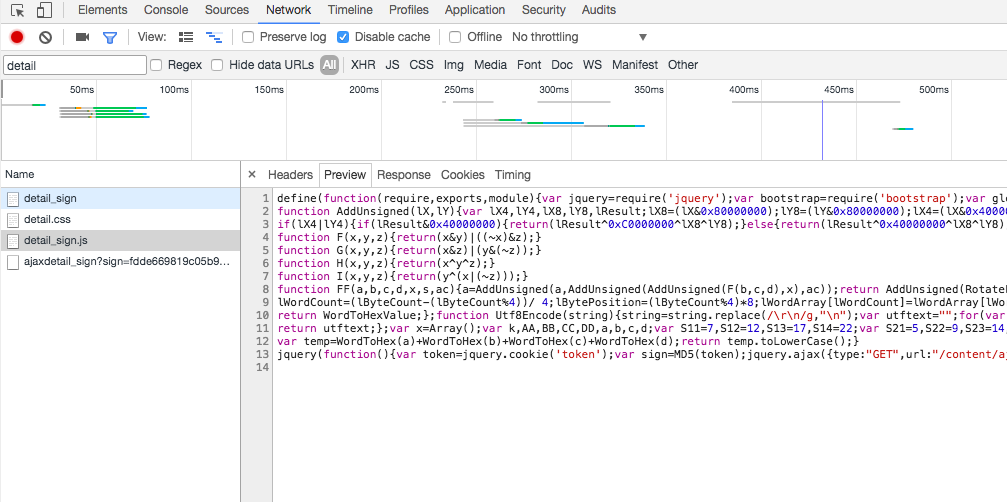 Elements Console Sources Network Timeline Profiles Application Security Audits
View: Preserve log Disable cache Offline No throttling
detail Regex Hide data URLs All XHR JS CSS Img Media Font Doc WS Manifest Other
50ms 100ms 150ms 200ms 250ms 300ms 350ms 400ms 450ms 500ms
Name × Headers Preview Response Cookies Timing
detail_sign
detail.css
detail_sign.js
ajaxdetail_sign?sign=fdde669819c05b9...
1 define(function(require,exports,module){var jquery=require('jquery');var bootstrap=require('bootstrap');var glo
2 function AddUnsigned(lX,lY){var lX4,lY4,lX8,lY8,lResult;lX8=(lX&0x80000000);lY8=(lY&0x80000000);lX4=(lX&0x40000
3 if(lX4|lY4){if(lResult&0x40000000){return(lResult^0xC0000000^lX8^lY8);}else{return(lResult^0x40000000^lX8^lY8);
4 function F(x,y,z){return(x&y)|((~x)&z);}
5 function G(x,y,z){return(x&z)|(y&(~z));}
6 function H(x,y,z){return(x^y^z);}
7 function I(x,y,z){return(y^(x|(~z)));}
8 function FF(a,b,c,d,x,s,ac){a=AddUnsigned(a,AddUnsigned(AddUnsigned(F(b,c,d),x),ac));return AddUnsigned(Rotatel
9 lWordCount=(lByteCount-(lByteCount%4))/ 4;lBytePosition=(lByteCount%4)*8;lWordArray[lWordCount]=lWordArray[lWo
10 return WordToHexValue;};function Utf8Encode(string){string=string.replace(/\r\n/g,"\n");var utftext="";for(var
11 return utftext;};var x=Array();var k,AA,BB,CC,DD,a,b,c,d;var S11=7,S12=12,S13=17,S14=22;var S21=5,S22=9,S23=14,
12 var temp=WordToHex(a)+WordToHex(b)+WordToHex(c)+WordToHex(d);return temp.toLowerCase();}
13 jquery(function(){var token=jquery.cookie('token');var sign=MD5(token);jquery.ajax({type:"GET",url:"/content/aj
14